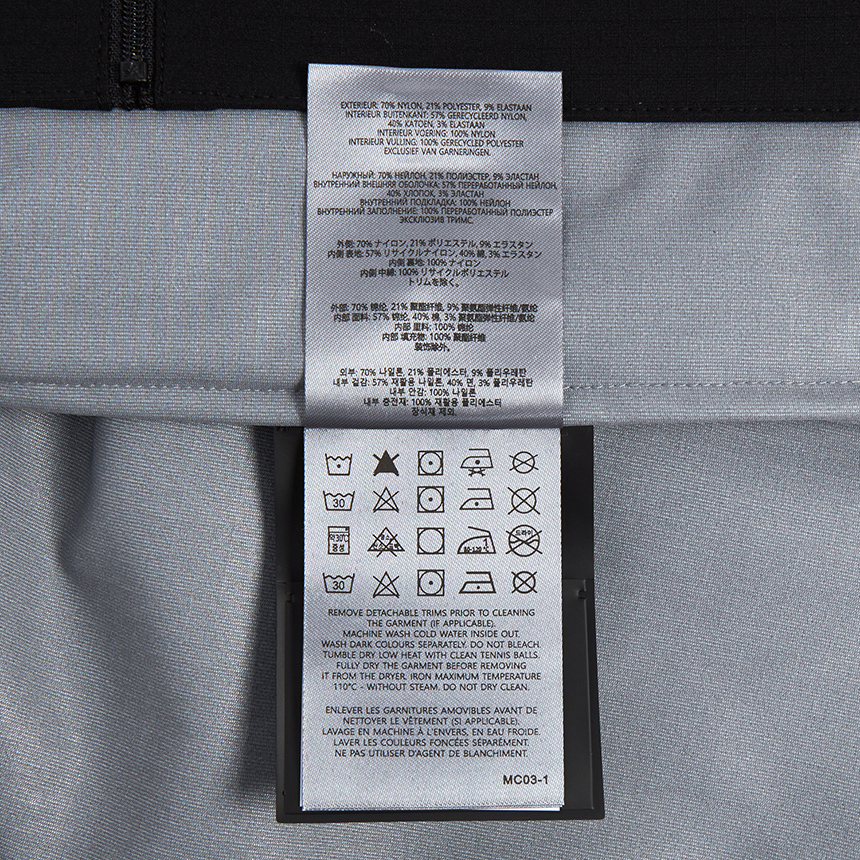 EXTERIEUR: 70% NYLON, 21% POLYESTER, 9% ELASTAAN
INTERIEUR BUITENKANT: 57% GERECYCLEERD NYLON,
40% KATOEN, 3% ELASTAAN
INTERIEUR VOERING: 100% NYLON
INTERIEUR VULLING: 100% GERECYCLED POLYESTER
EXCLUSIEF VAN GARNERINGEN.
НАРУЖНЫЙ: 70% НЕЙЛОН, 21% ПОЛИЭСТЕР, 9% ЭЛАСТАН
ВНУТРЕННИЙ ВНЕШНЯЯ ОБОЛОЧКА: 57% ПЕРЕРАБОТАННЫЙ НЕЙЛОН,
40% ХЛОПОК, 3% ЭЛАСТАН
ВНУТРЕННИЙ ПОДКЛАДКА: 100% НЕЙЛОН
ВНУТРЕННИЙ ЗАПОЛНЕНИЕ: 100% ПЕРЕРАБОТАННЫЙ ПОЛИЭСТЕР
ЭКСКЛЮЗИВ ТРИМС.
外側: 70% ナイロン, 21% ポリエステル, 9% エラスタン
内側 表地: 57% リサイクルナイロン, 40% 綿, 3% エラスタン
内側 裏地: 100% ナイロン
内側 中綿: 100% リサイクルポリエステル
トリムを除く。
外部: 70% 锦纶, 21% 聚酯纤维, 9% 聚氨酯弹性纤维/氨纶
内部 面料: 57% 锦纶, 40% 棉, 3% 聚氨酯弹性纤维/氨纶
内部 里料: 100% 锦纶
内部 填充物: 100% 聚酯纤维
装饰除外.
외부: 70% 나일론, 21% 폴리에스터, 9% 폴리우레탄
내부 겉감: 57% 재활용 나일론, 40% 면, 3% 폴리우레탄
내부 안감: 100% 나일론
내부 충전재: 100% 재활용 폴리에스터
장식재 제외.
30
약 30℃
중성
80-120 ℃
드라이
30
REMOVE DETACHABLE TRIMS PRIOR TO CLEANING
THE GARMENT (IF APPLICABLE).
MACHINE WASH COLD WATER INSIDE OUT.
WASH DARK COLOURS SEPARATELY. DO NOT BLEACH.
TUMBLE DRY LOW HEAT WITH CLEAN TENNIS BALLS.
FULLY DRY THE GARMENT BEFORE REMOVING
IT FROM THE DRYER. IRON MAXIMUM TEMPERATURE
110°C - WITHOUT STEAM. DO NOT DRY CLEAN.
ENLEVER LES GARNITURES AMOVIBLES AVANT DE
NETTOYER LE VÊTEMENT (SI APPLICABLE).
LAVAGE EN MACHINE À L'ENVERS, EN EAU FROIDE.
LAVER LES COULEURS FONCÉES SÉPARÉMENT.
NE PAS UTILISER D'AGENT DE BLANCHIMENT.
MC03-1